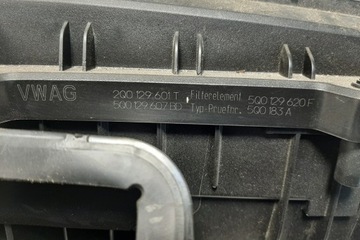 VWAG
2Q0 129.601 T Filterelement 5Q0 129 620 F
5Q0 129.607 BD Typ-Pruefnr. 5Q0 183 A